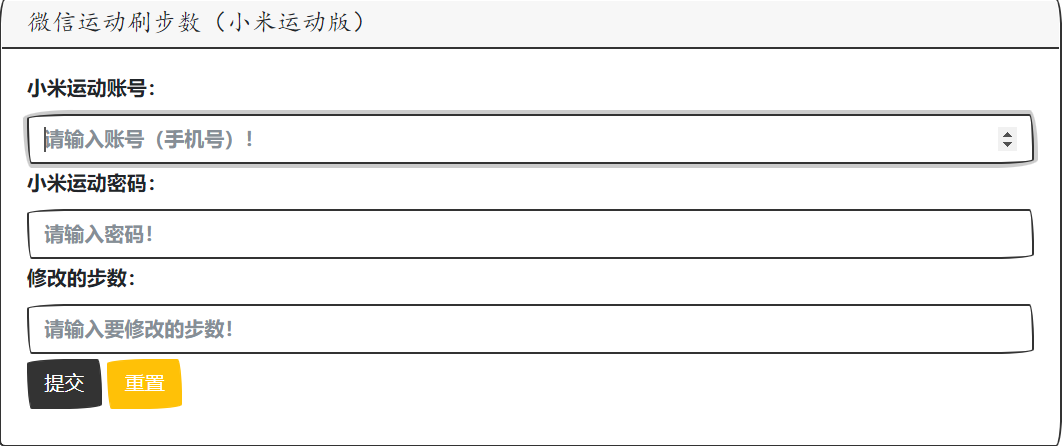 微信运动刷步数（小米运动版）
小米运动账号：
请输入账号（手机号）！
小米运动密码：
请输入密码！
修改的步数：
请输入要修改的步数！
提交 重置